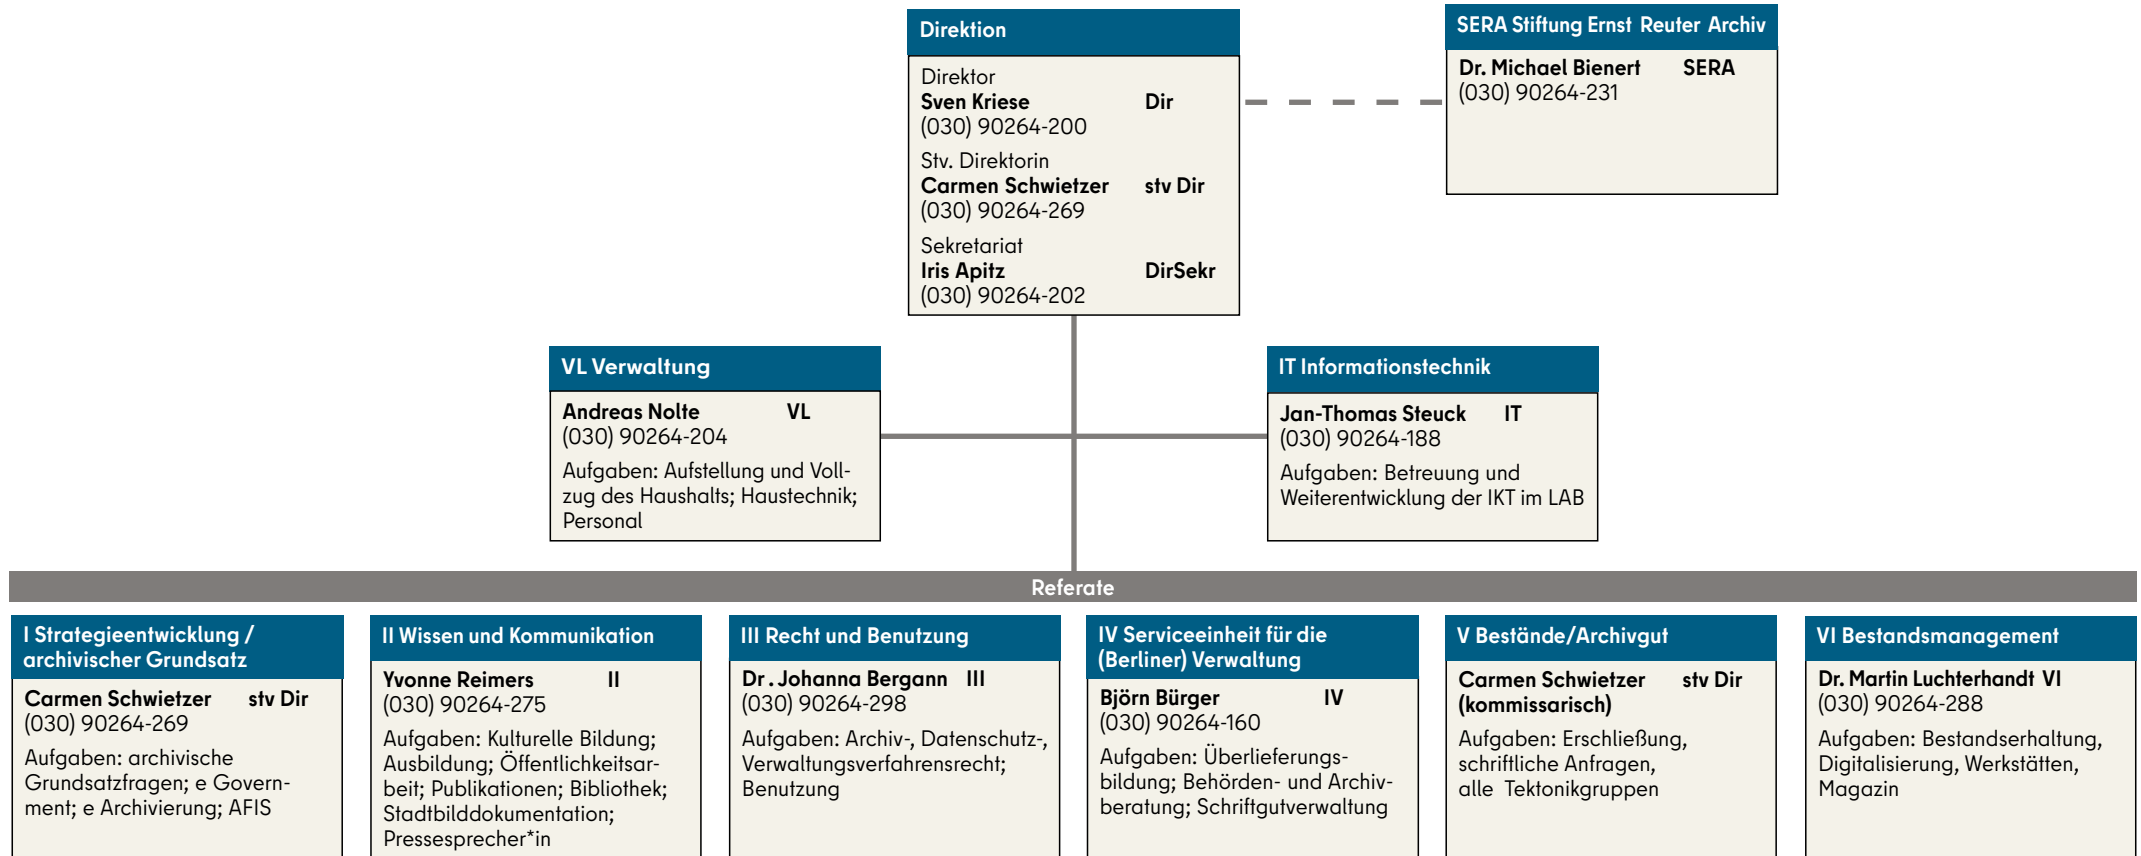 Direktion
Direktor
Sven Kriese Dir
(030) 90264-200
Stv. Direktorin
Carmen Schwietzer stv Dir
(030) 90264-269
Sekretariat
Iris Apitz DirSekr
(030) 90264-202
SERA Stiftung Ernst Reuter Archiv
Dr. Michael Bienert SERA
(030) 90264-231
VL Verwaltung
Andreas Nolte VL
(030) 90264-204
Aufgaben: Aufstellung und Voll-
zug des Haushalts; Haustechnik;
Personal
IT Informationstechnik
Jan-Thomas Steuck IT
(030) 90264-188
Aufgaben: Betreuung und
Weiterentwicklung der IKT im LAB
Referate
I Strategieentwicklung /
archivischer Grundsatz
Carmen Schwietzer stv Dir
(030) 90264-269
Aufgaben: archivische
Grundsatzfragen; e Govern-
ment; e Archivierung; AFIS
II Wissen und Kommunikation
Yvonne Reimers II
(030) 90264-275
Aufgaben: Kulturelle Bildung;
Ausbildung; Öffentlichkeitsar-
beit; Publikationen; Bibliothek;
Stadtbilddokumentation;
Pressesprecher*in
III Recht und Benutzung
Dr. Johanna Bergann III
(030) 90264-298
Aufgaben: Archiv-, Datenschutz-,
Verwaltungsverfahrensrecht;
Benutzung
IV Serviceeinheit für die
(Berliner) Verwaltung
Björn Bürger IV
(030) 90264-160
Aufgaben: Überlieferungs-
bildung; Behörden- und Archiv-
beratung; Schriftgutverwaltung
V Bestände/Archivgut
Carmen Schwietzer stv Dir
(kommissarisch)
Aufgaben: Erschließung,
schriftliche Anfragen,
alle Tektonikgruppen
VI Bestandsmanagement
Dr. Martin Luchterhandt VI
(030) 90264-288
Aufgaben: Bestandserhaltung,
Digitalisierung, Werkstätten,
Magazin